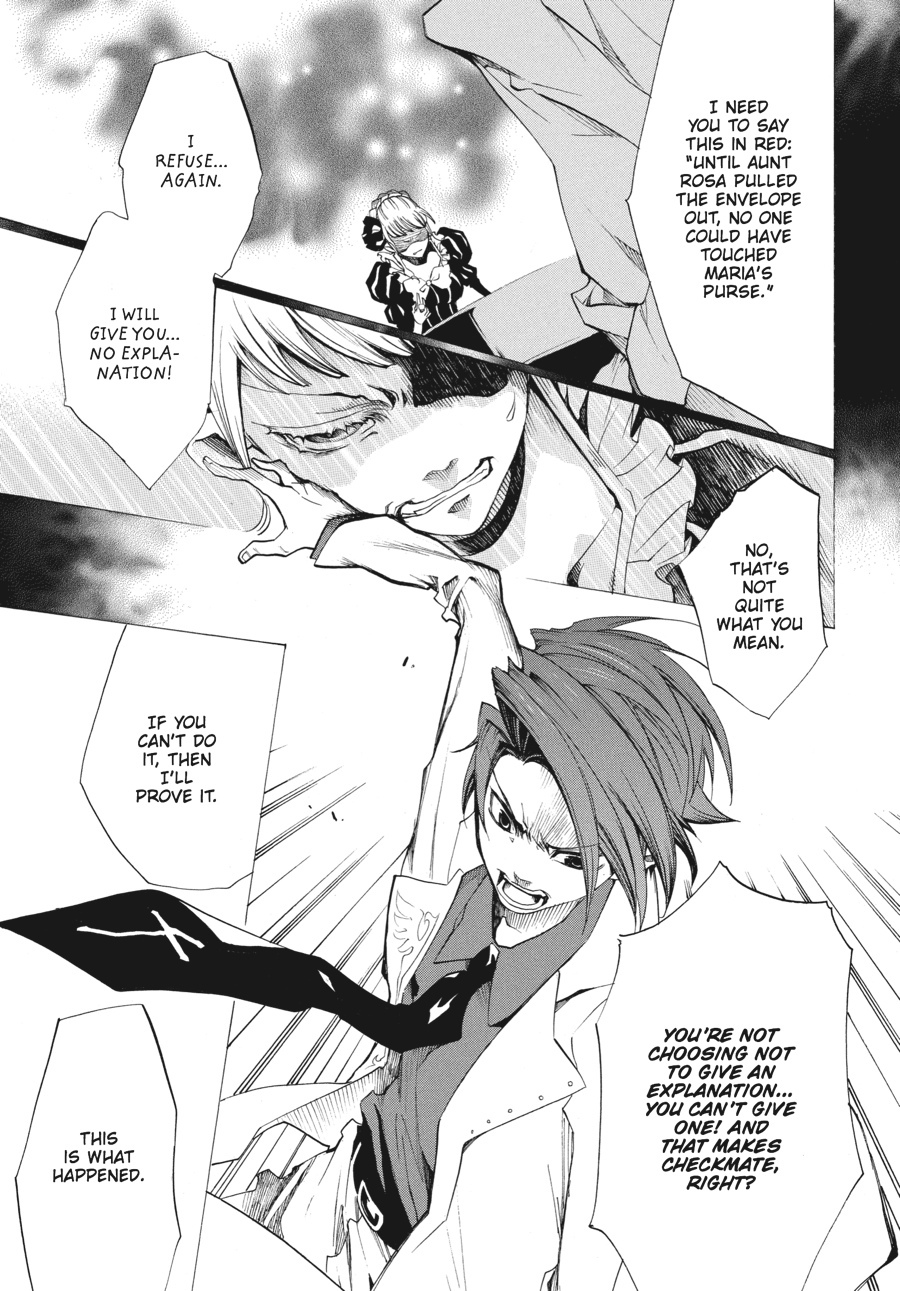 I NEED
YOU TO SAY
THIS IN RED:
"UNTIL AUNT
ROSA PULLED
THE ENVELOPE
OUT, NO ONE
COULD HAVE
TOUCHED
MARIA'S
PURSE."
I
REFUSE...
AGAIN.
I WILL
GIVE YOU...
NO EXPLA-
NATION!
NO,
THAT'S
NOT
QUITE
WHAT YOU
MEAN.
IF YOU
CAN'T DO
IT, THEN
I'LL
PROVE IT.
YOU'RE NOT
CHOOSING NOT
TO GIVE AN
EXPLANATION...
YOU CAN'T GIVE
ONE! AND
THAT MAKES
CHECKMATE,
RIGHT?
THIS
IS WHAT
HAPPENED.